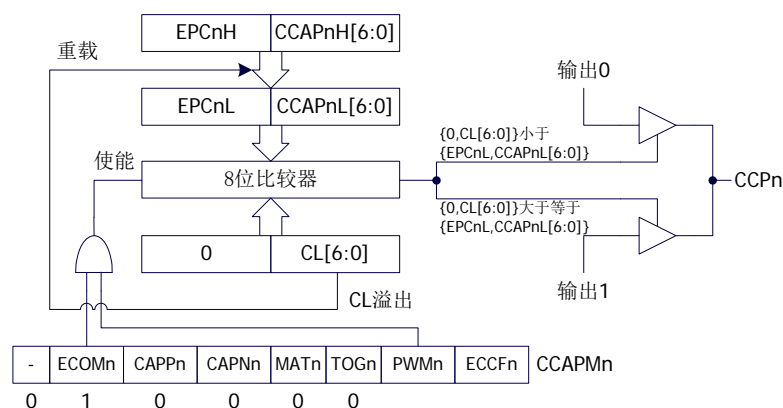 EPCnH CCAPnH[6:0]
重载
输出0
EPCnL CCAPnL[6:0]
{0,CL[6:0]}小于
{EPCnL,CCAPnL[6:0]}
使能
8位比较器
CCPn
{0,CL[6:0]}大于等于
{EPCnL,CCAPnL[6:0]}
0 CL[6:0]
CL溢出
输出1
- ECOMn CAPPn CAPNn MATn TOGn PWMn ECCFn CCAPMn
0 1 0 0 0 0